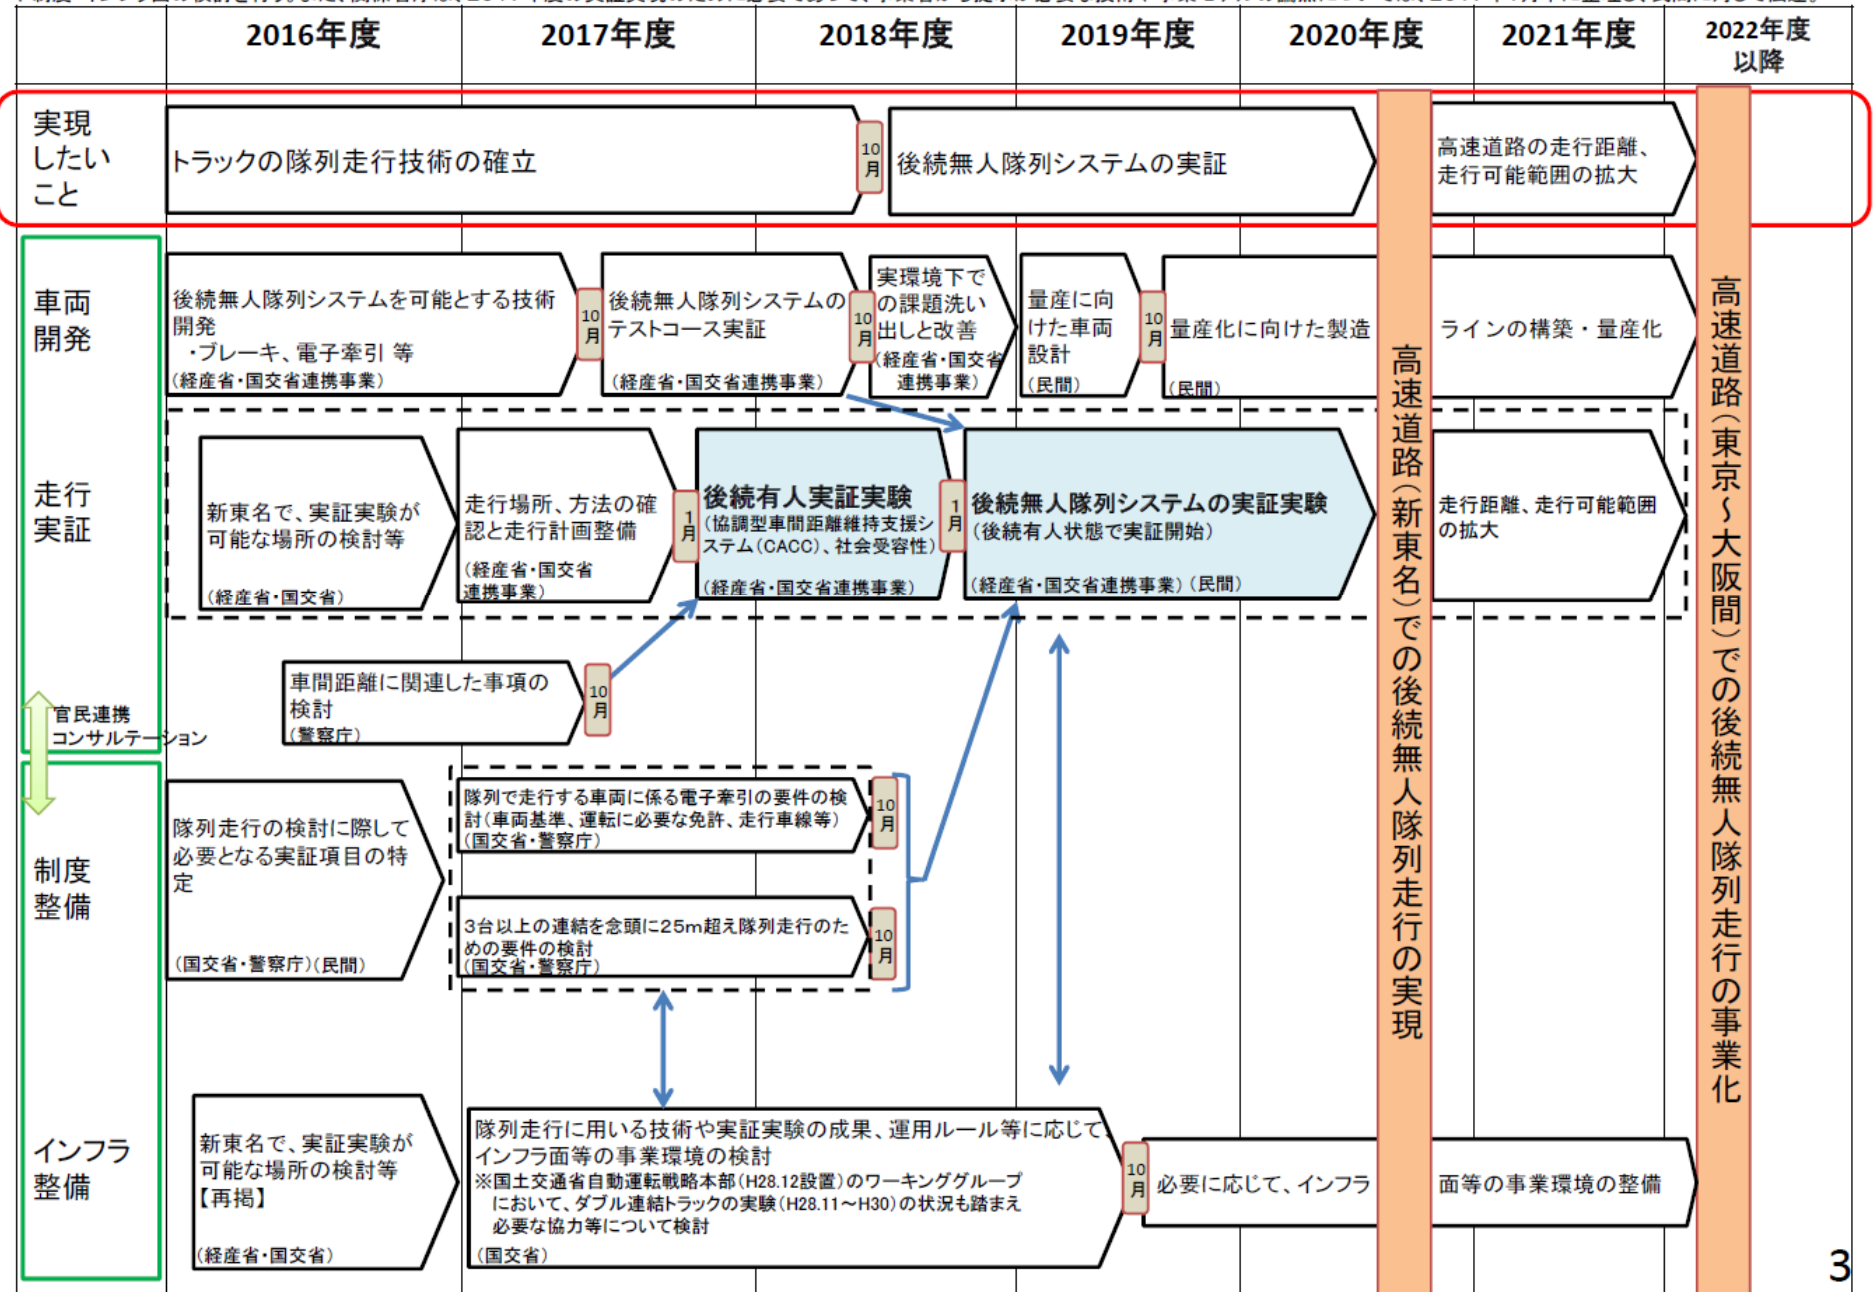 2016年度
2017年度
2018年度
2019年度
2020年度
2021年度
2022年度
以降
実現
したい
こと
トラックの隊列走行技術の確立
10
月
後続無人隊列システムの実証
高速道路の走行距離、
走行可能範囲の拡大
車両
開発
後続無人隊列システムを可能とする技術
開発
・ブレーキ、電子牽引 等
(経産省・国交省連携事業)
10
月
後続無人隊列システムの
テストコース実証
(経産省・国交省連携事業)
10
月
実環境下で
の課題洗い
出しと改善
(経産省・国交省
連携事業)
量産に向
けた車両
設計
(民間)
10
月
量産化に向けた製造
(民間)
ラインの構築・量産化
走行
実証
新東名で、実証実験が
可能な場所の検討等
(経産省・国交省)
走行場所、方法の確
認と走行計画整備
(経産省・国交省
連携事業)
1
月
後続有人実証実験
(協調型車間距離維持支援シ
ステム(CACC)、社会受容性)
(経産省・国交省連携事業)
1
月
後続無人隊列システムの実証実験
(後続有人状態で実証開始)
(経産省・国交省連携事業)(民間)
走行距離、走行可能範囲
の拡大
車間距離に関連した事項の
検討
(警察庁)
10
月
官民連携
コンサルテーション
制度
整備
隊列走行の検討に際して
必要となる実証項目の特
定
(国交省・警察庁)(民間)
隊列で走行する車両に係る電子牽引の要件の検
討(車両基準、運転に必要な免許、走行車線等)
(国交省・警察庁)
10
月
3台以上の連結を念頭に25m超え隊列走行のた
めの要件の検討
(国交省・警察庁)
10
月
インフラ
整備
新東名で、実証実験が
可能な場所の検討等
【再掲】
(経産省・国交省)
隊列走行に用いる技術や実証実験の成果、運用ルール等に応じて、
インフラ面等の事業環境の検討
※国土交通省自動運転戦略本部(H28.12設置)のワーキンググループ
において、ダブル連結トラックの実験(H28.11～H30)の状況も踏まえ
必要な協力等について検討
(国交省)
10
月
必要に応じて、インフラ
面等の事業環境の整備
高速道路(新東名)での後続無人隊列走行の実現
高速道路(東京～大阪間)での後続無人隊列走行の事業化
3